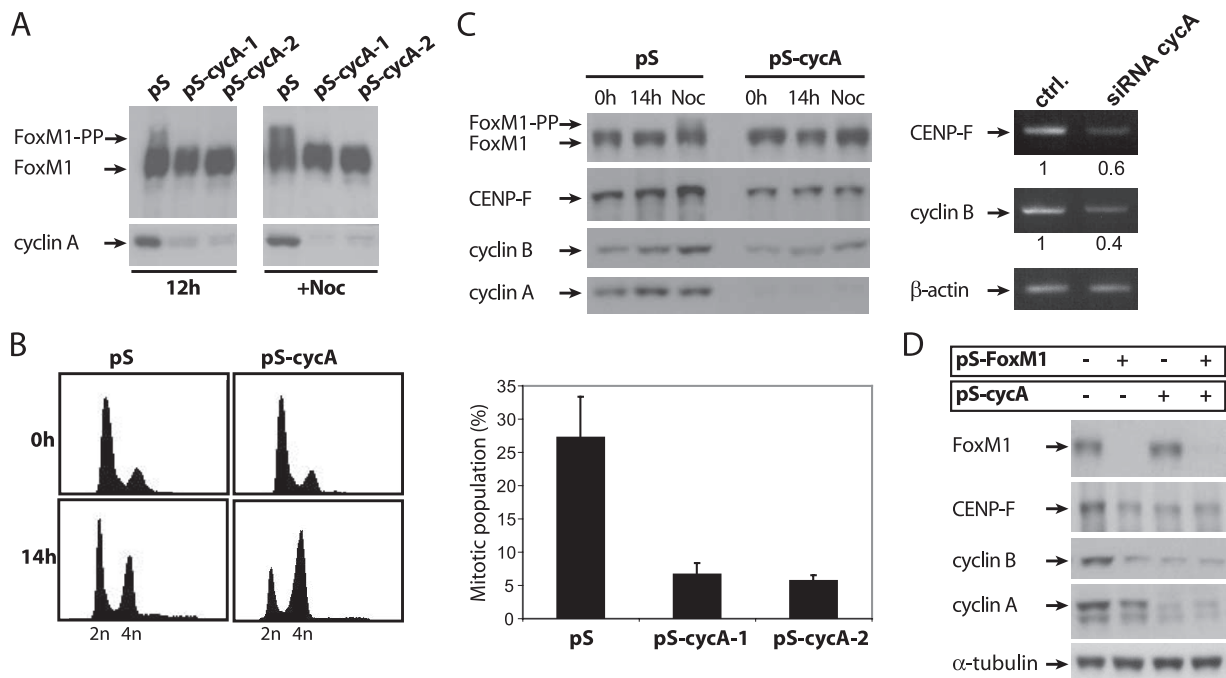 A
pS
pS-cycA-1
pS-cycA-2
pS
pS-cycA-1
pS-cycA-2
FoxM1-PP
FoxM1
cyclin A
12h
+Noc
B
pS
pS-cycA
0h
14h
2n 4n
2n 4n
Mitotic population (%)
35
30
25
20
15
10
5
0
pS
pS-cycA-1
pS-cycA-2
C
pS
pS-cycA
0h 14h Noc
0h 14h Noc
FoxM1-PP
FoxM1
CENP-F
cyclin B
cyclin A
ctrl.
siRNA cycA
CENP-F
1 0.6
cyclin B
1 0.4
β-actin
D
pS-FoxM1 - + - +
pS-cycA - - + +
FoxM1
CENP-F
cyclin B
cyclin A
α-tubulin